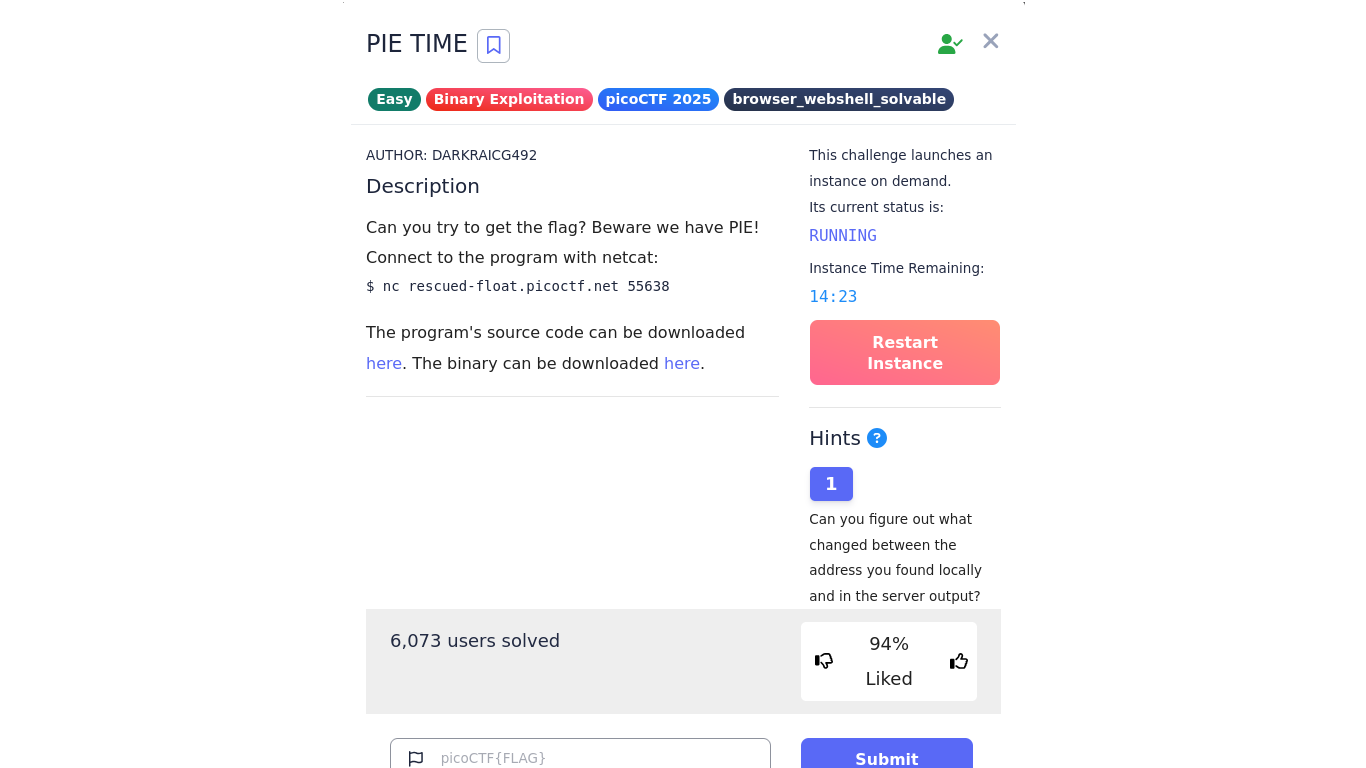 PIE TIME
Easy Binary Exploitation picoCTF 2025 browser_webshell_solvable
AUTHOR: DARKRAICG492
Description
Can you try to get the flag? Beware we have PIE!
Connect to the program with netcat:
$ nc rescued-float.picoctf.net 55638
The program's source code can be downloaded
here. The binary can be downloaded here.
This challenge launches an
instance on demand.
Its current status is:
RUNNING
Instance Time Remaining:
14:23
Restart
Instance
Hints ?
1
Can you figure out what
changed between the
address you found locally
and in the server output?
6,073 users solved
94%
Liked
picoCTF{FLAG}
Submit